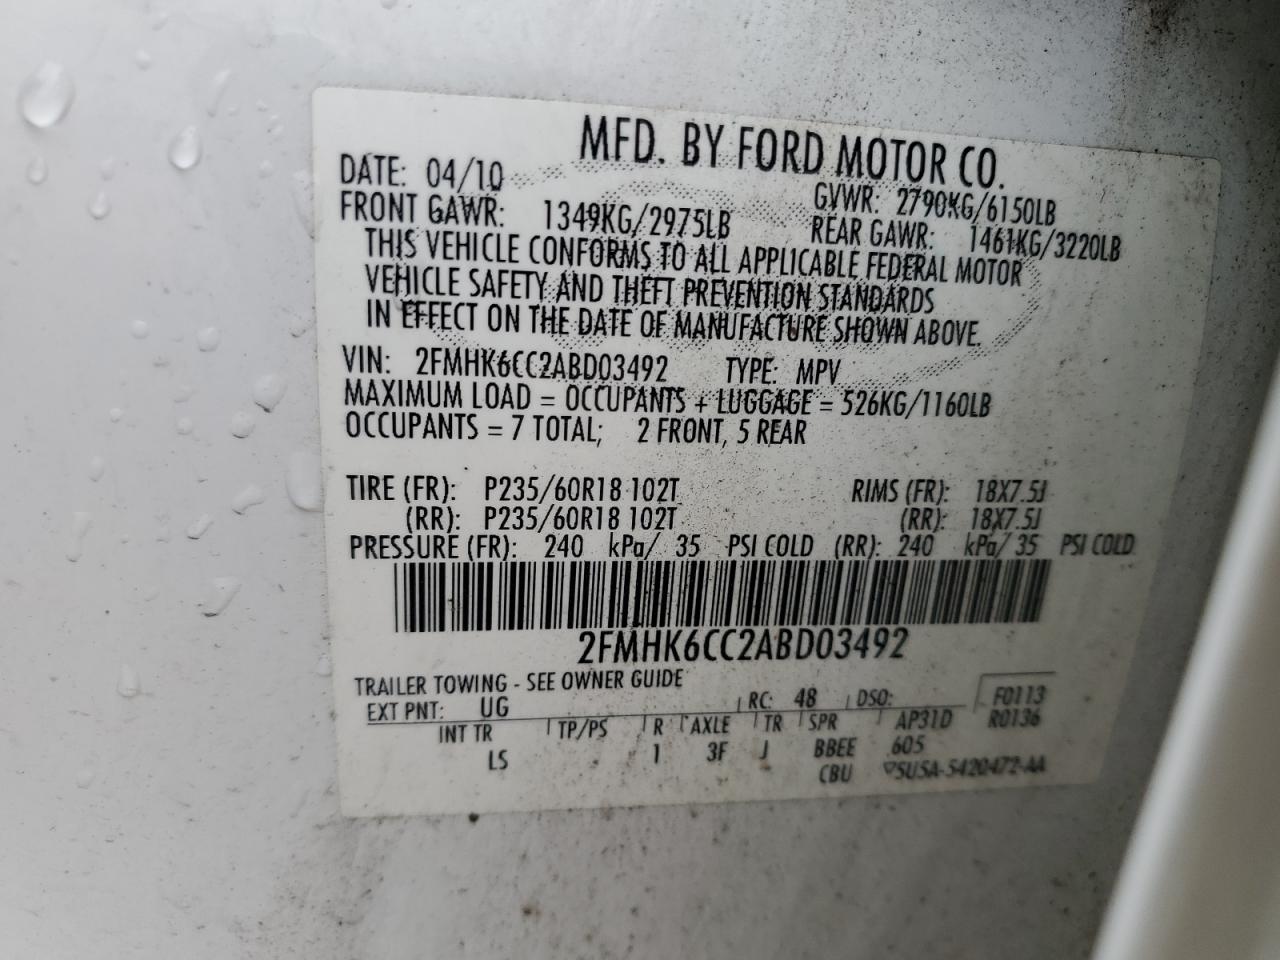 MFD. BY FORD MOTOR CO.
DATE: 04/10 GVWR: 2790KG/6150LB
FRONT GAWR: 1349KG/2975LB REAR GAWR: 1461KG/3220LB
THIS VEHICLE CONFORMS TO ALL APPLICABLE FEDERAL MOTOR
VEHICLE SAFETY AND THEFT PREVENTION STANDARDS
IN EFFECT ON THE DATE OF MANUFACTURE SHOWN ABOVE.
VIN: 2FMHK6CC2ABD03492 TYPE: MPV
MAXIMUM LOAD = OCCUPANTS + LUGGAGE = 526KG/1160LB
OCCUPANTS = 7 TOTAL; 2 FRONT, 5 REAR
TIRE (FR): P235/60R18 102T RIMS (FR): 18X7.5J
(RR): P235/60R18 102T (RR): 18X7.5J
PRESSURE (FR): 240 kPa/ 35 PSI COLD (RR): 240 kPa/ 35 PSI COLD
2FMHK6CC2ABD03492
TRAILER TOWING - SEE OWNER GUIDE
EXT PNT: UG RC: 48 DSO: F0113
INT TR TP/PS R AXLE TR SPR AP31D R0136
LS 1 3F J BBEE 605
CBU 5U5A-5420472-AA